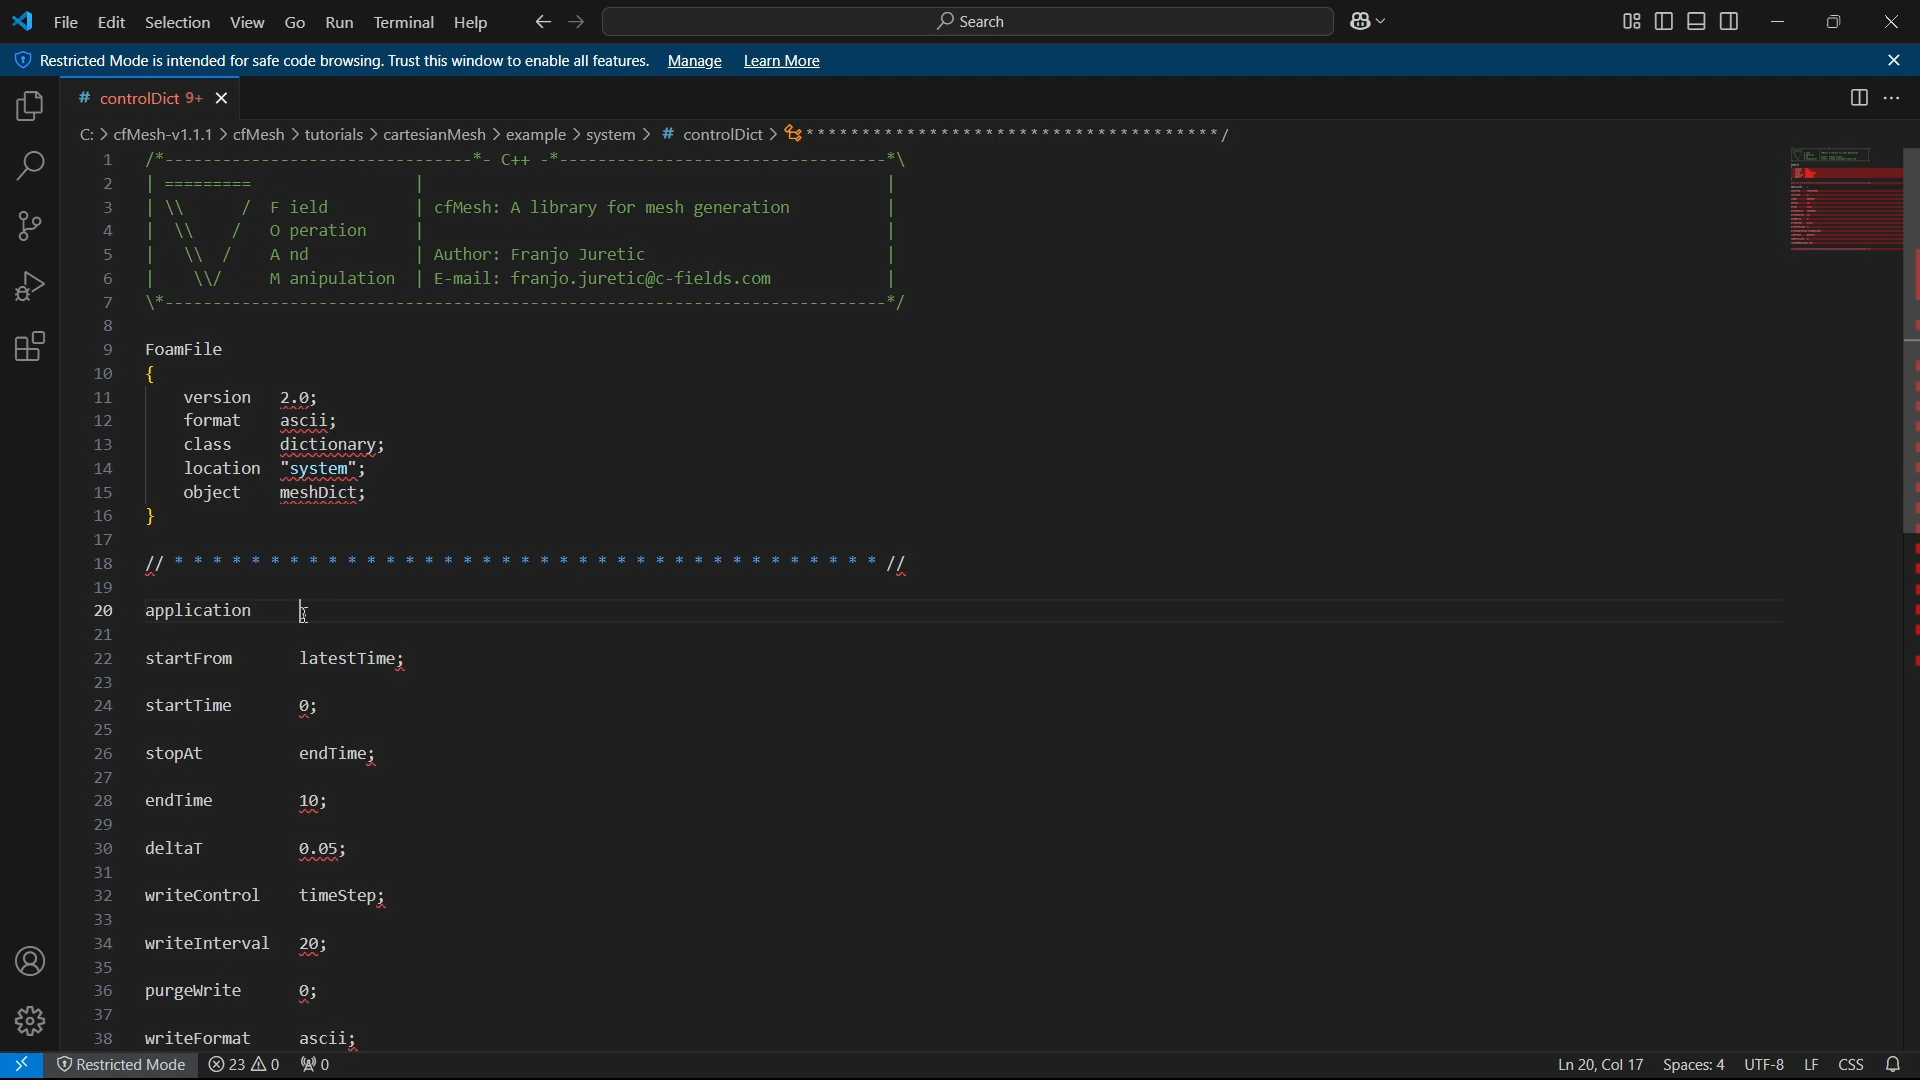 File Edit Selection View Go Run Terminal Help Search
Restricted Mode is intended for safe code browsing. Trust this window to enable all features. Manage Learn More
# controlDict 9+
C: > cfMesh-v1.1.1 > cfMesh > tutorials > cartesianMesh > example > system > # controlDict > * * * * * * * * * * * * * * * * * * * * * * * * * * * * * * * * * * * * * /
1 /*--------------------------------*- C++ -*----------------------------------*\
2 | =========                 |                                                |
3 | \\      /  F ield         | cfMesh: A library for mesh generation          |
4 |  \\    /   O peration     |                                                |
5 |   \\  /    A nd           | Author: Franjo Juretic                         |
6 |    \\/     M anipulation  | E-mail: franjo.juretic@c-fields.com            |
7 \*---------------------------------------------------------------------------*/
8
9 FoamFile
10 {
11     version   2.0;
12     format    ascii;
13     class     dictionary;
14     location  "system";
15     object    meshDict;
16 }
17
18 // * * * * * * * * * * * * * * * * * * * * * * * * * * * * * * * * * * * * * //
19
20 application
21
22 startFrom       latestTime;
23
24 startTime       0;
25
26 stopAt          endTime;
27
28 endTime         10;
29
30 deltaT          0.05;
31
32 writeControl    timeStep;
33
34 writeInterval   20;
35
36 purgeWrite      0;
37
38 writeFormat     ascii;
Restricted Mode 23 0 0 Ln 20, Col 17 Spaces: 4 UTF-8 LF CSS